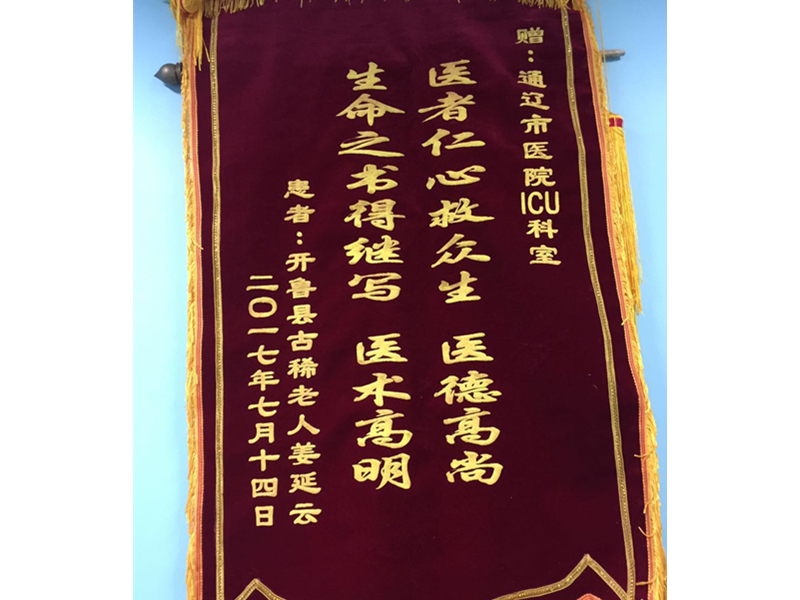 赠：通辽市医院ICU科室
医者仁心救众生 医德高尚
生命之书得继写 医术高明
患者：开鲁县古稀老人姜延云
二〇一七年七月十四日